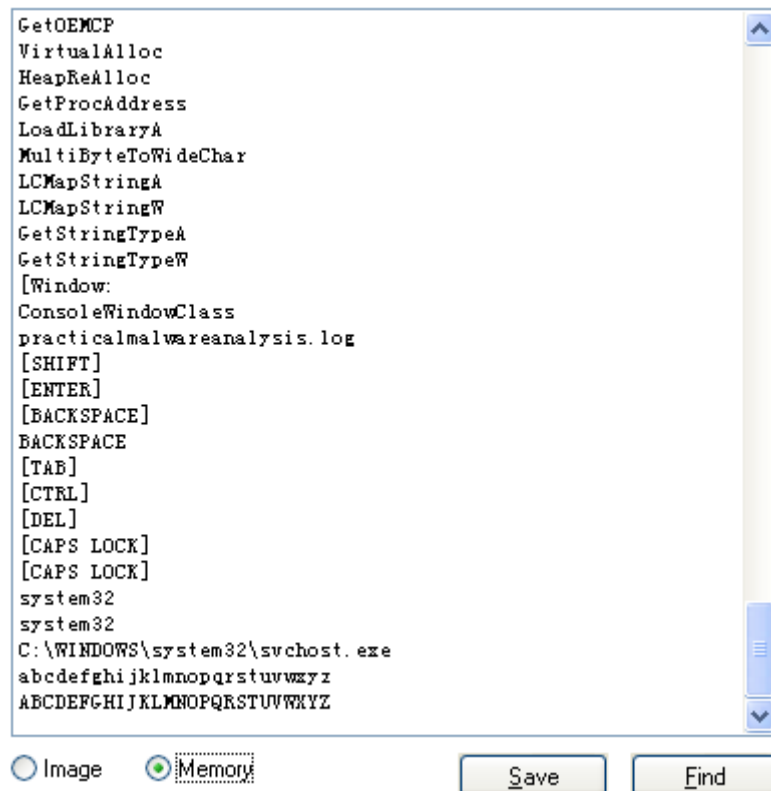 GetOEMCP
VirtualAlloc
HeapReAlloc
GetProcAddress
LoadLibraryA
MultiByteToWideChar
LCMapStringA
LCMapStringW
GetStringTypeA
GetStringTypeW
[Window:
ConsoleWindowClass
practicalmalwareanalysis.log
[SHIFT]
[ENTER]
[BACKSPACE]
BACKSPACE
[TAB]
[CTRL]
[DEL]
[CAPS LOCK]
[CAPS LOCK]
system32
system32
C:\WINDOWS\system32\svchost.exe
abcdefghijklmnopqrstuvwxyz
ABCDEFGHIJKLMNOPQRSTUVWXYZ
Image Memory Save Find